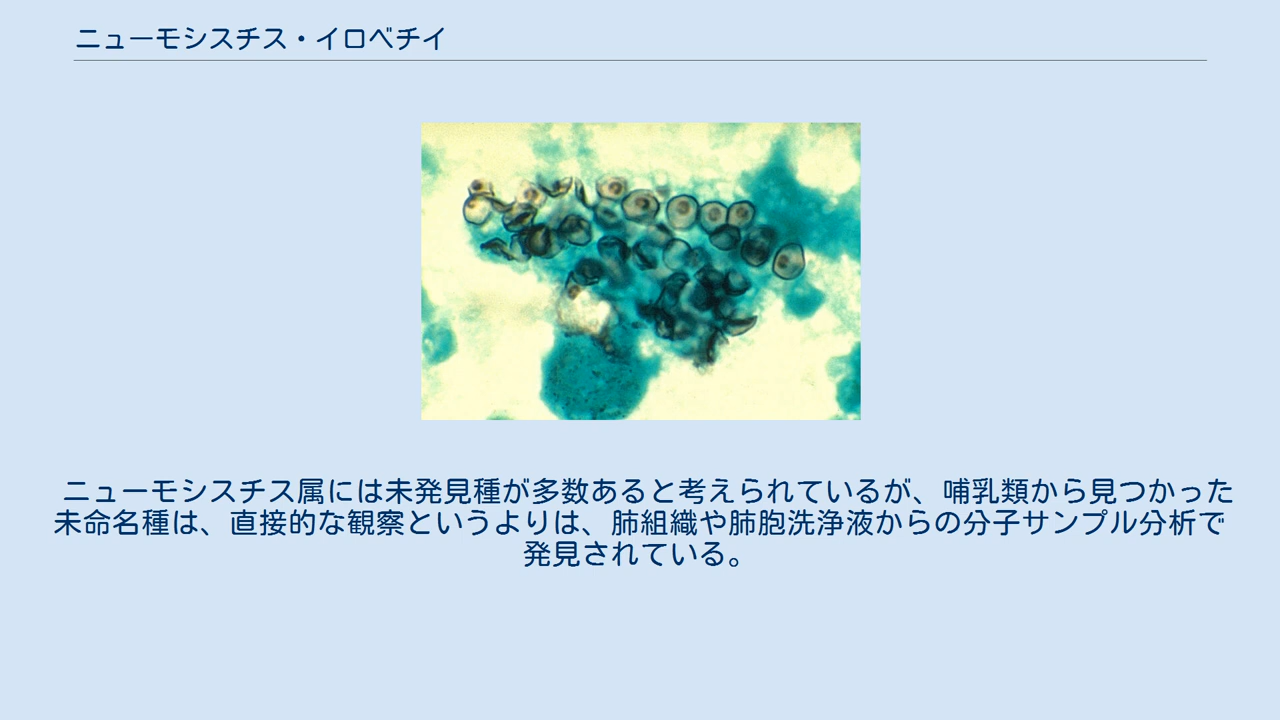 ニューモシスチス・イロベチイ
ニューモシスチス属には未発見種が多数あると考えられているが、哺乳類から見つかった
未命名種は、直接的な観察というよりは、肺組織や肺胞洗浄液からの分子サンプル分析で
発見されている。